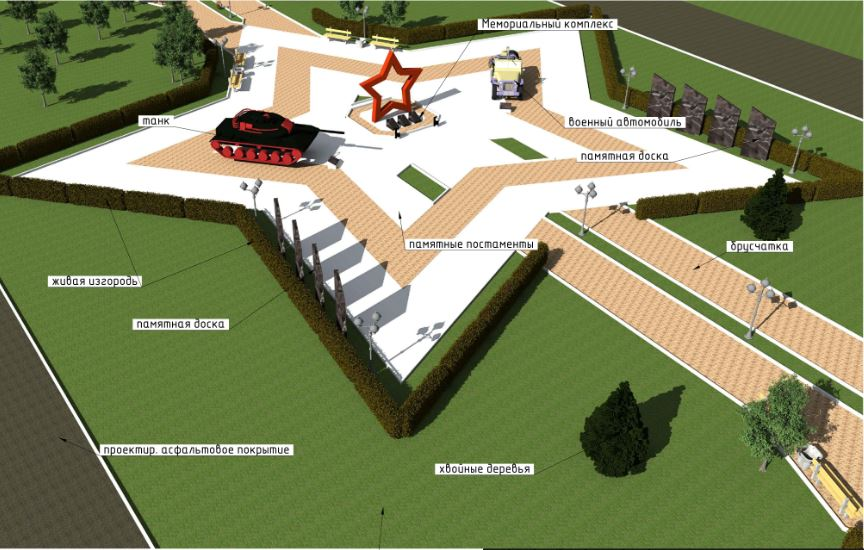 Мемориальный комплекс
танк
военный автомобиль
памятная доска
памятные постаменты
брусчатка
живая изгородь
памятная доска
проектир. асфальтовое покрытие
хвойные деревья